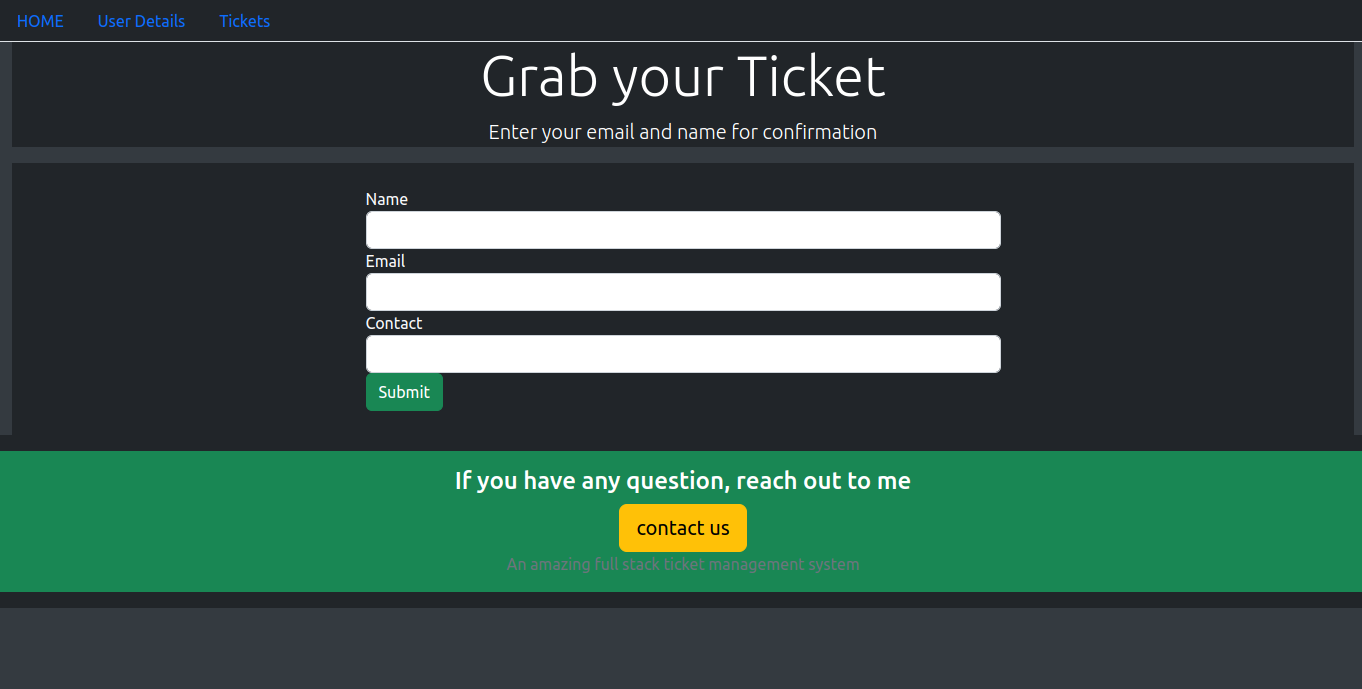 HOME User Details Tickets
Grab your Ticket
Enter your email and name for confirmation
Name
Email
Contact
Submit
If you have any question, reach out to me
contact us
An amazing full stack ticket management system